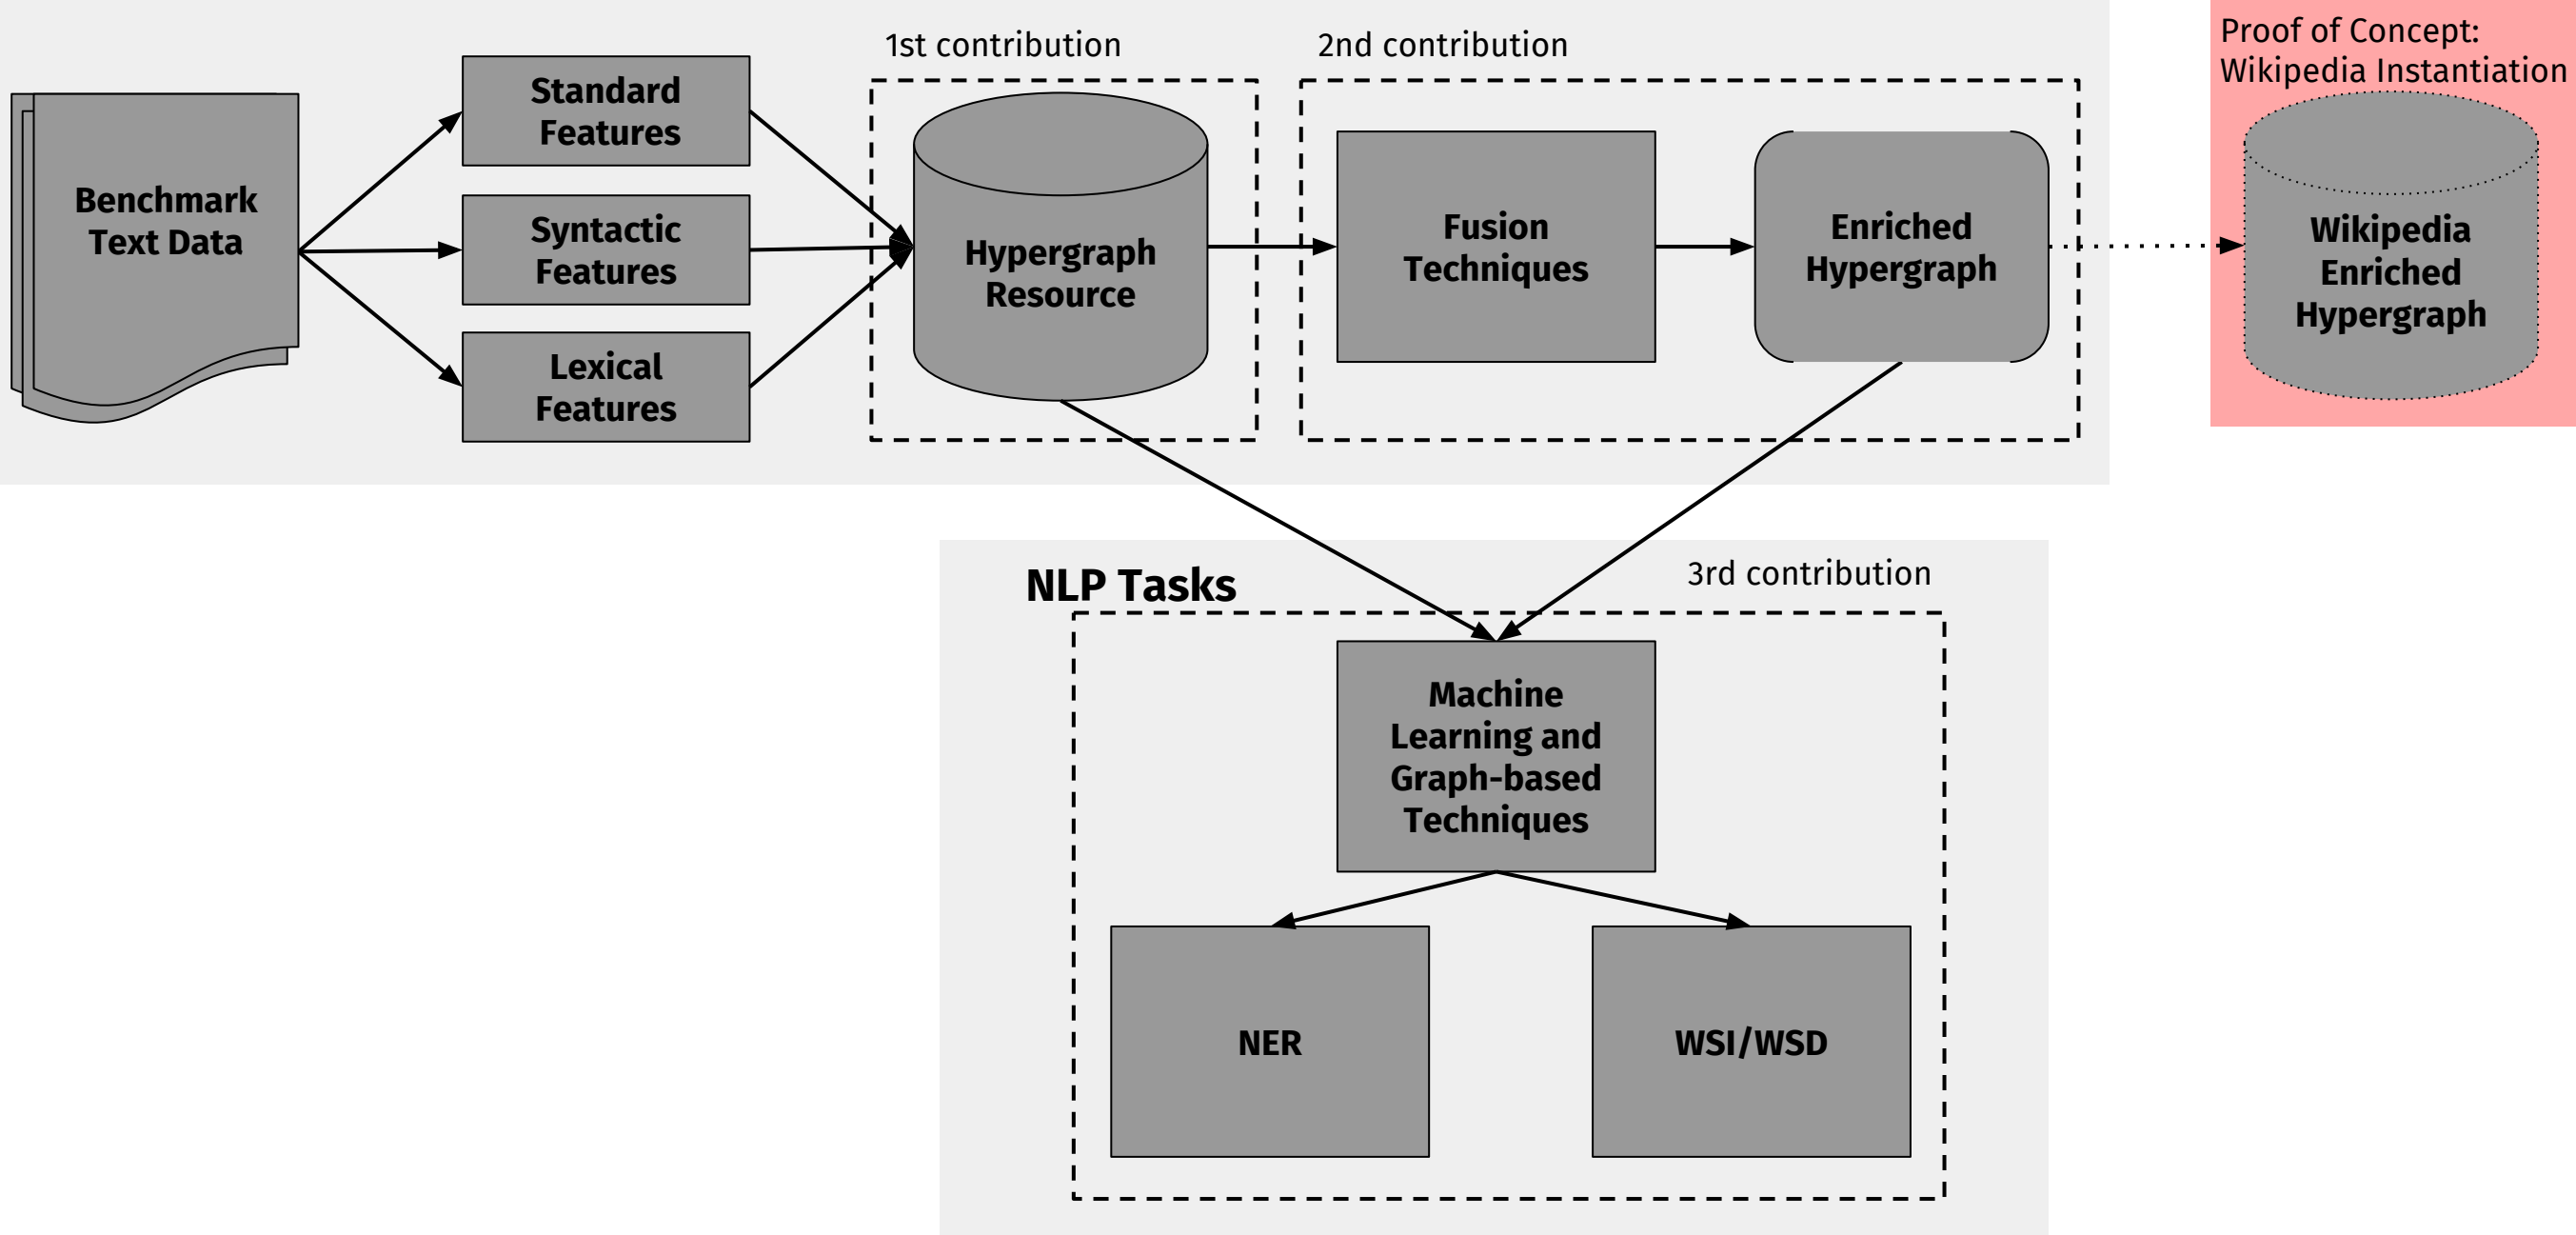 1st contribution
2nd contribution
Proof of Concept:
Wikipedia Instantiation
Benchmark
Text Data
Standard
Features
Syntactic
Features
Lexical
Features
Hypergraph
Resource
Fusion
Techniques
Enriched
Hypergraph
Wikipedia
Enriched
Hypergraph
NLP Tasks
3rd contribution
Machine
Learning and
Graph-based
Techniques
NER
WSI/WSD